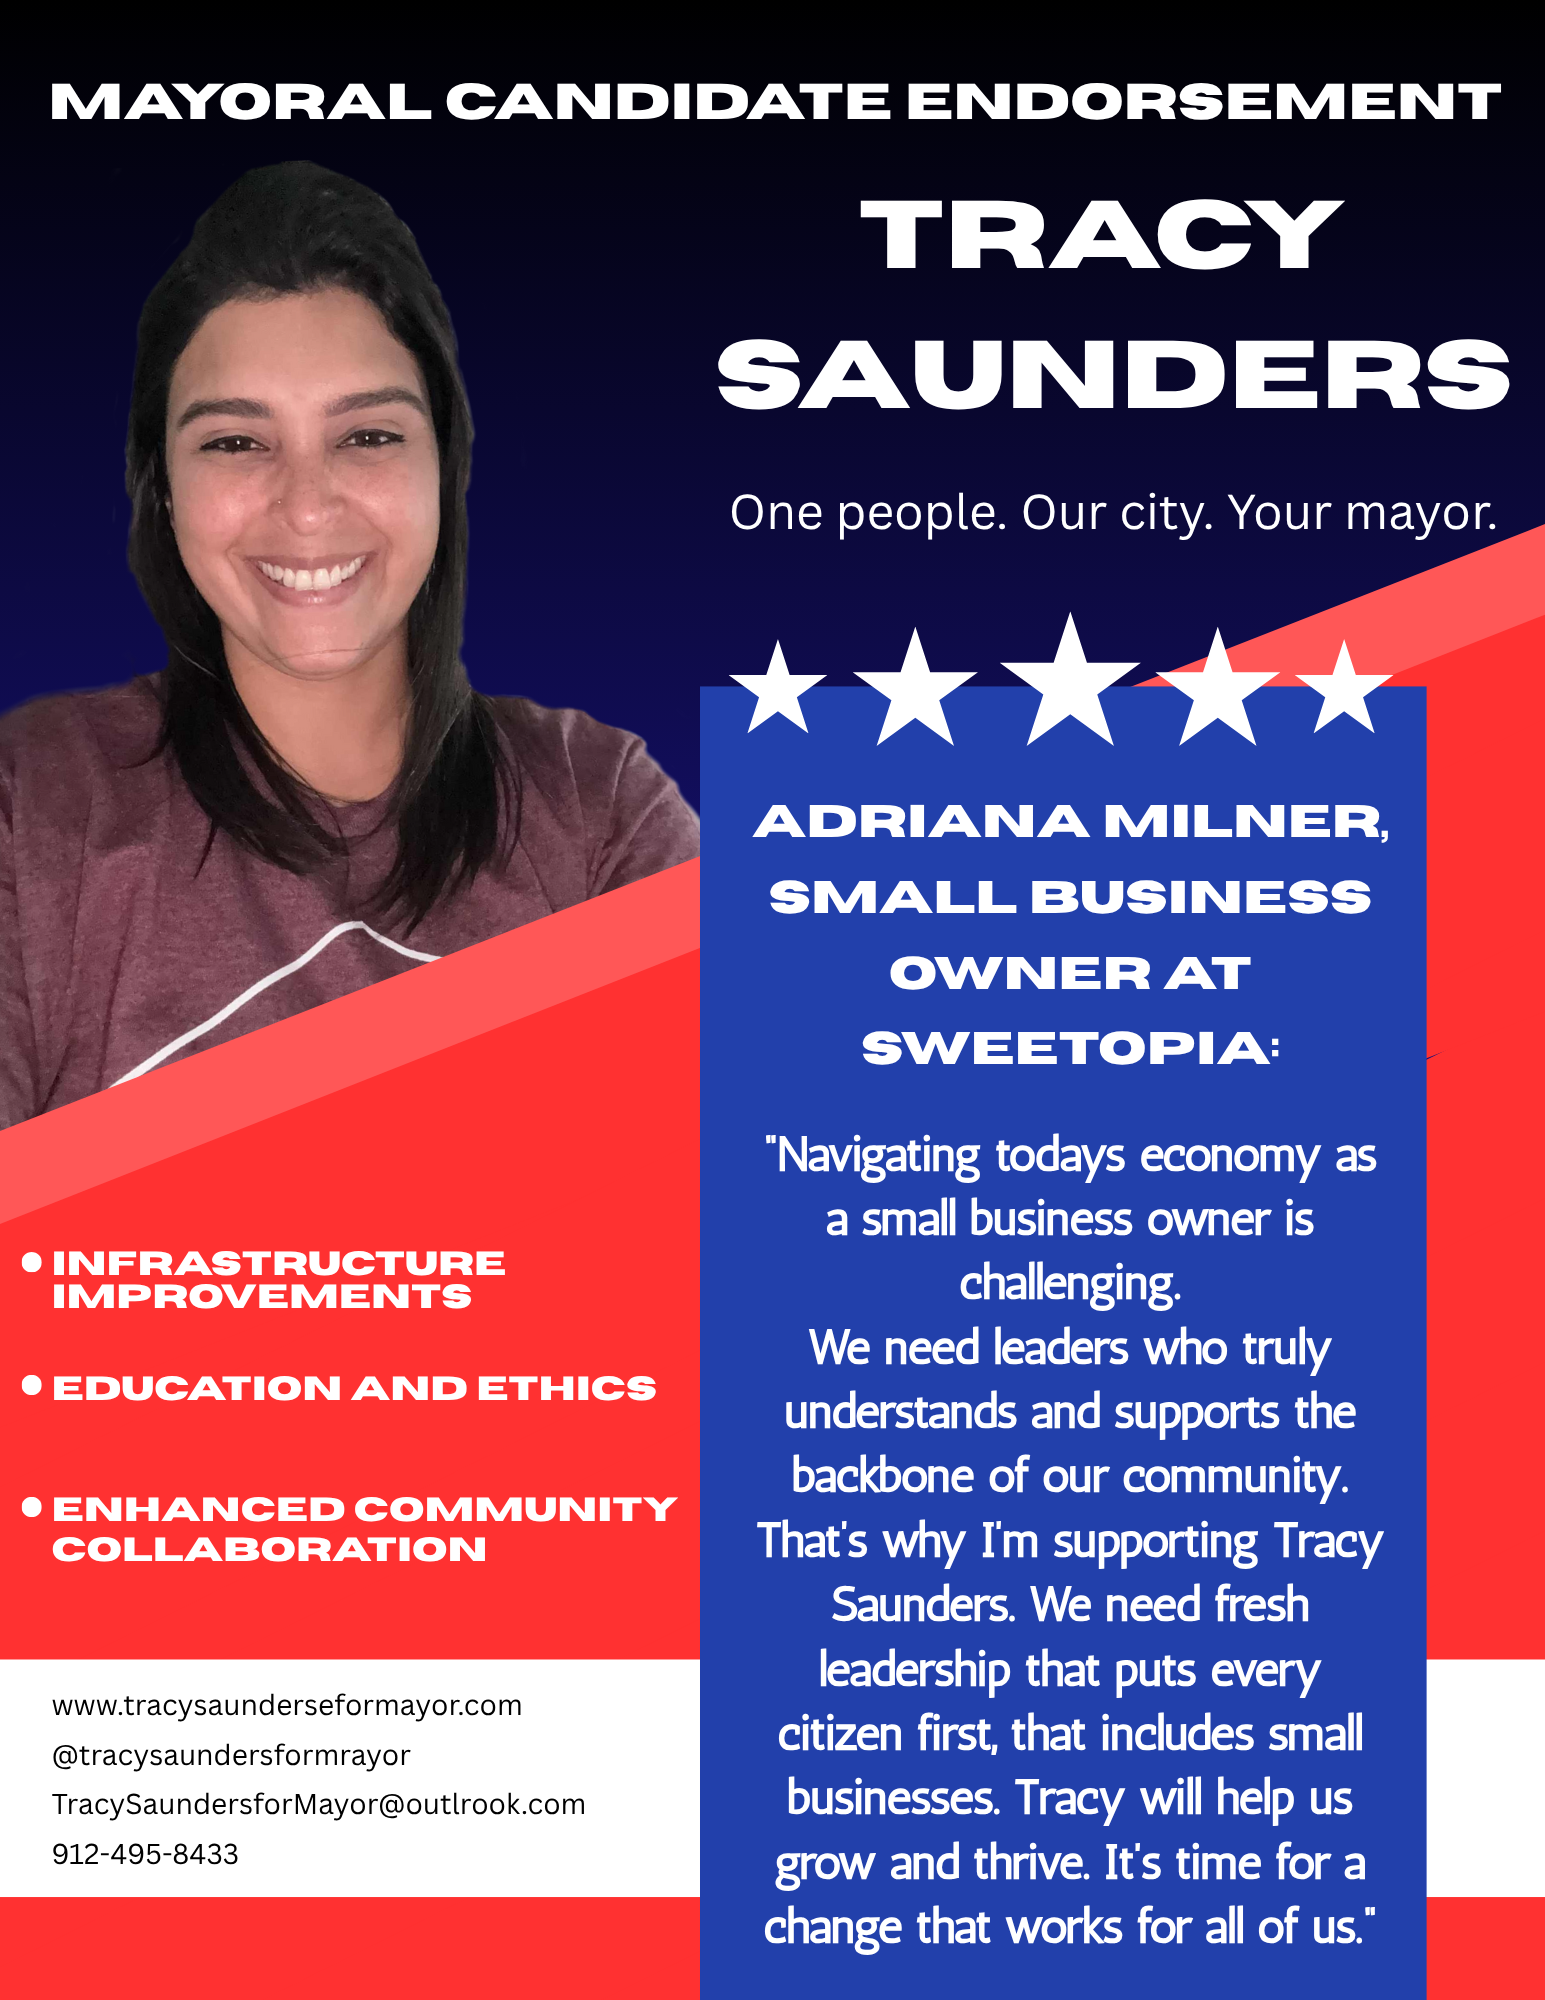 MAYORAL CANDIDATE ENDORSEMENT
TRACY
SAUNDERS
One people. Our city. Your mayor.
ADRIANA MILNER,
SMALL BUSINESS
OWNER AT
SWEETOPIA:
"Navigating todays economy as
a small business owner is
challenging.
We need leaders who truly
understands and supports the
backbone of our community.
That's why I'm supporting Tracy
Saunders. We need fresh
leadership that puts every
citizen first, that includes small
businesses. Tracy will help us
grow and thrive. It's time for a
change that works for all of us."
• INFRASTRUCTURE
IMPROVEMENTS
• EDUCATION AND ETHICS
• ENHANCED COMMUNITY
COLLABORATION
www.tracysaunderseformayor.com
@tracysaundersformrayor
TracySaundersforMayor@outlrook.com
912-495-8433